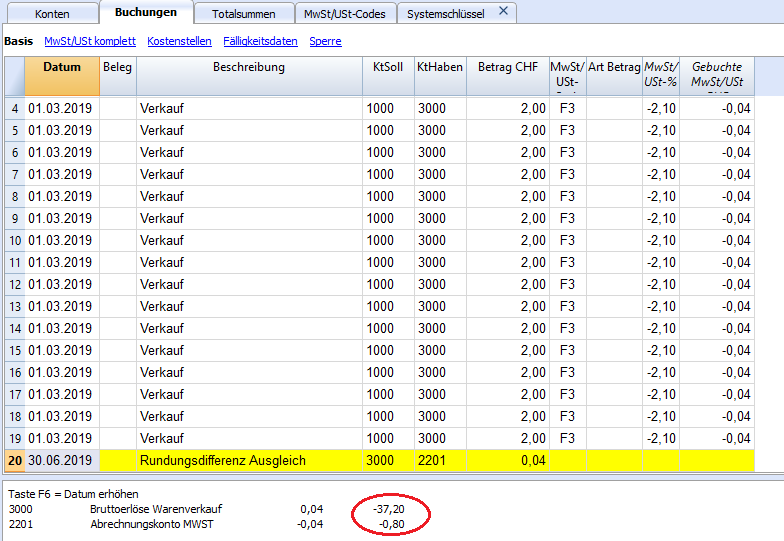 Konten Buchungen Totalsummen MwSt/USt-Codes Systemschlüssel
Basis MwSt/USt komplett Kostenstellen Fälligkeitsdaten Sperre
Datum Beleg Beschreibung KtSoll KtHaben Betrag CHF MwSt/ Art Betrag MwSt/ Gebuchte
USt- USt-% MwSt/USt
4 01.03.2019 Verkauf 1000 3000 2,00 F3 -2,10 -0,04
5 01.03.2019 Verkauf 1000 3000 2,00 F3 -2,10 -0,04
6 01.03.2019 Verkauf 1000 3000 2,00 F3 -2,10 -0,04
7 01.03.2019 Verkauf 1000 3000 2,00 F3 -2,10 -0,04
8 01.03.2019 Verkauf 1000 3000 2,00 F3 -2,10 -0,04
9 01.03.2019 Verkauf 1000 3000 2,00 F3 -2,10 -0,04
10 01.03.2019 Verkauf 1000 3000 2,00 F3 -2,10 -0,04
11 01.03.2019 Verkauf 1000 3000 2,00 F3 -2,10 -0,04
12 01.03.2019 Verkauf 1000 3000 2,00 F3 -2,10 -0,04
13 01.03.2019 Verkauf 1000 3000 2,00 F3 -2,10 -0,04
14 01.03.2019 Verkauf 1000 3000 2,00 F3 -2,10 -0,04
15 01.03.2019 Verkauf 1000 3000 2,00 F3 -2,10 -0,04
16 01.03.2019 Verkauf 1000 3000 2,00 F3 -2,10 -0,04
17 01.03.2019 Verkauf 1000 3000 2,00 F3 -2,10 -0,04
18 01.03.2019 Verkauf 1000 3000 2,00 F3 -2,10 -0,04
19 01.03.2019 Verkauf 1000 3000 2,00 F3 -2,10 -0,04
20 30.06.2019 Rundungsdifferenz Ausgleich 3000 2201 0,04
Taste F6 = Datum erhöhen
3000 Bruttoerlöse Warenverkauf 0,04 -37,20
2201 Abrechnungskonto MWST -0,04 -0,80